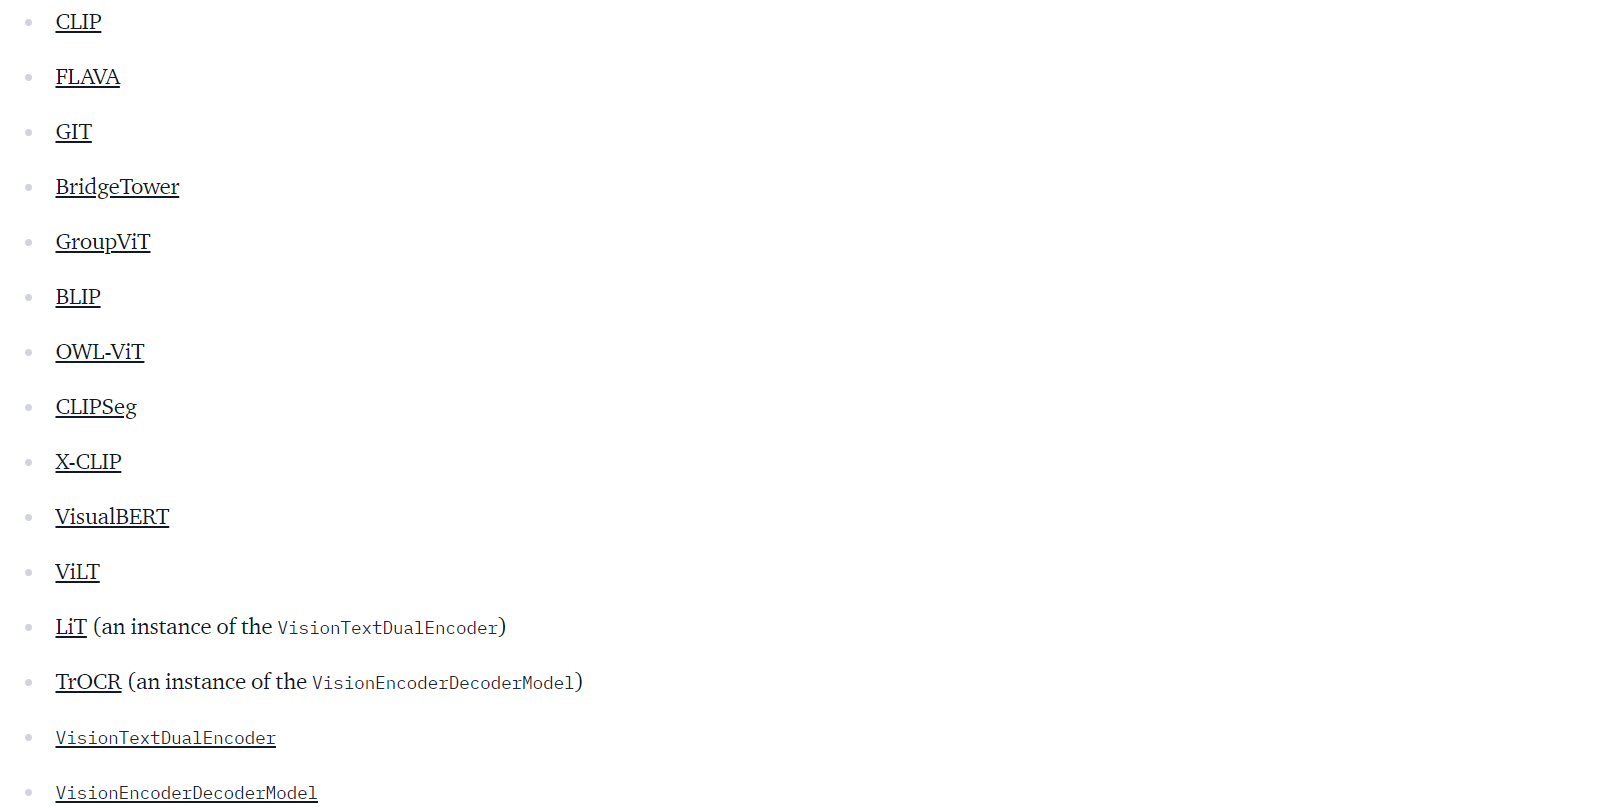 CLIP
FLAVA
GIT
BridgeTower
GroupViT
BLIP
OWL-ViT
CLIPSeg
X-CLIP
VisualBERT
ViLT
LiT (an instance of the VisionTextDualEncoder)
TrOCR (an instance of the VisionEncoderDecoderModel)
VisionTextDualEncoder
VisionEncoderDecoderModel